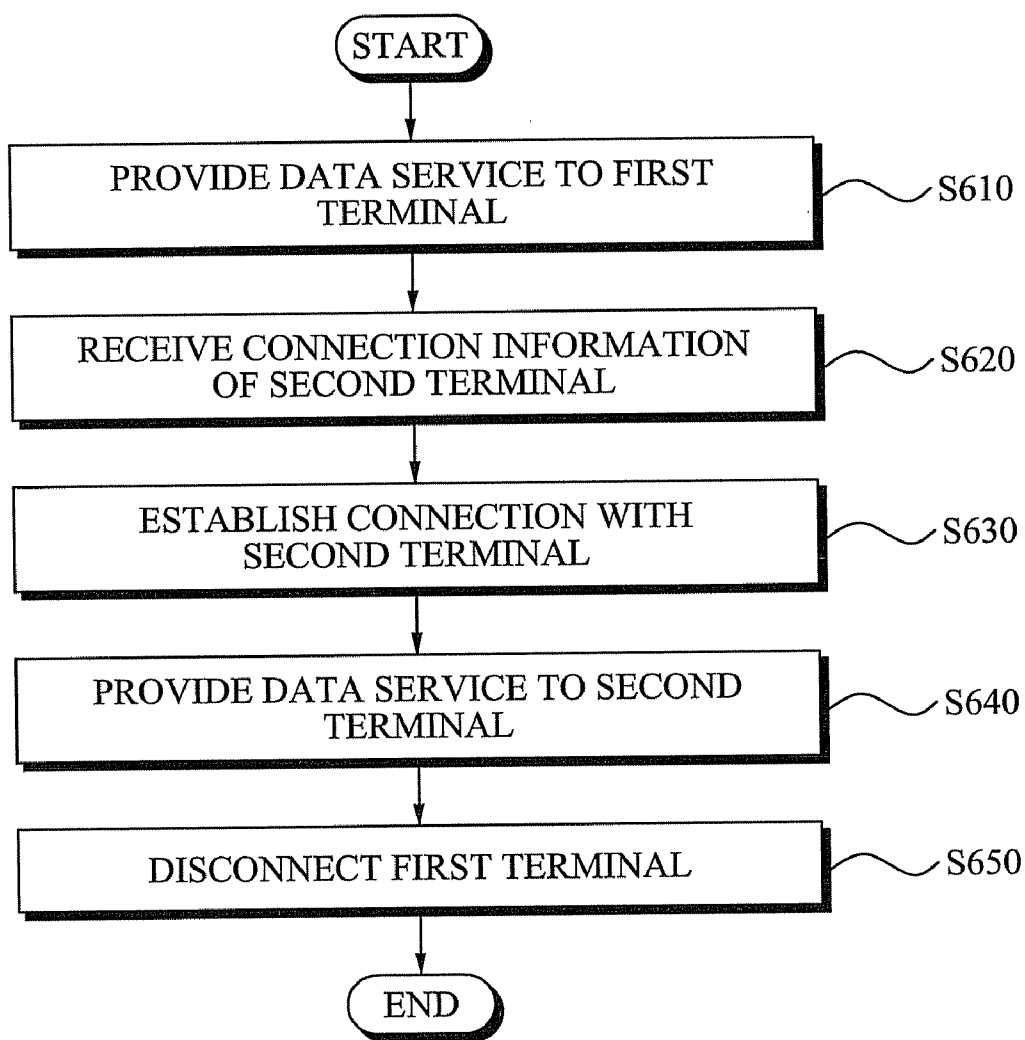 START
PROVIDE DATA SERVICE TO FIRST
TERMINAL
S610
RECEIVE CONNECTION INFORMATION
OF SECOND TERMINAL
S620
ESTABLISH CONNECTION WITH
SECOND TERMINAL
S630
PROVIDE DATA SERVICE TO SECOND
TERMINAL
S640
DISCONNECT FIRST TERMINAL
S650
END